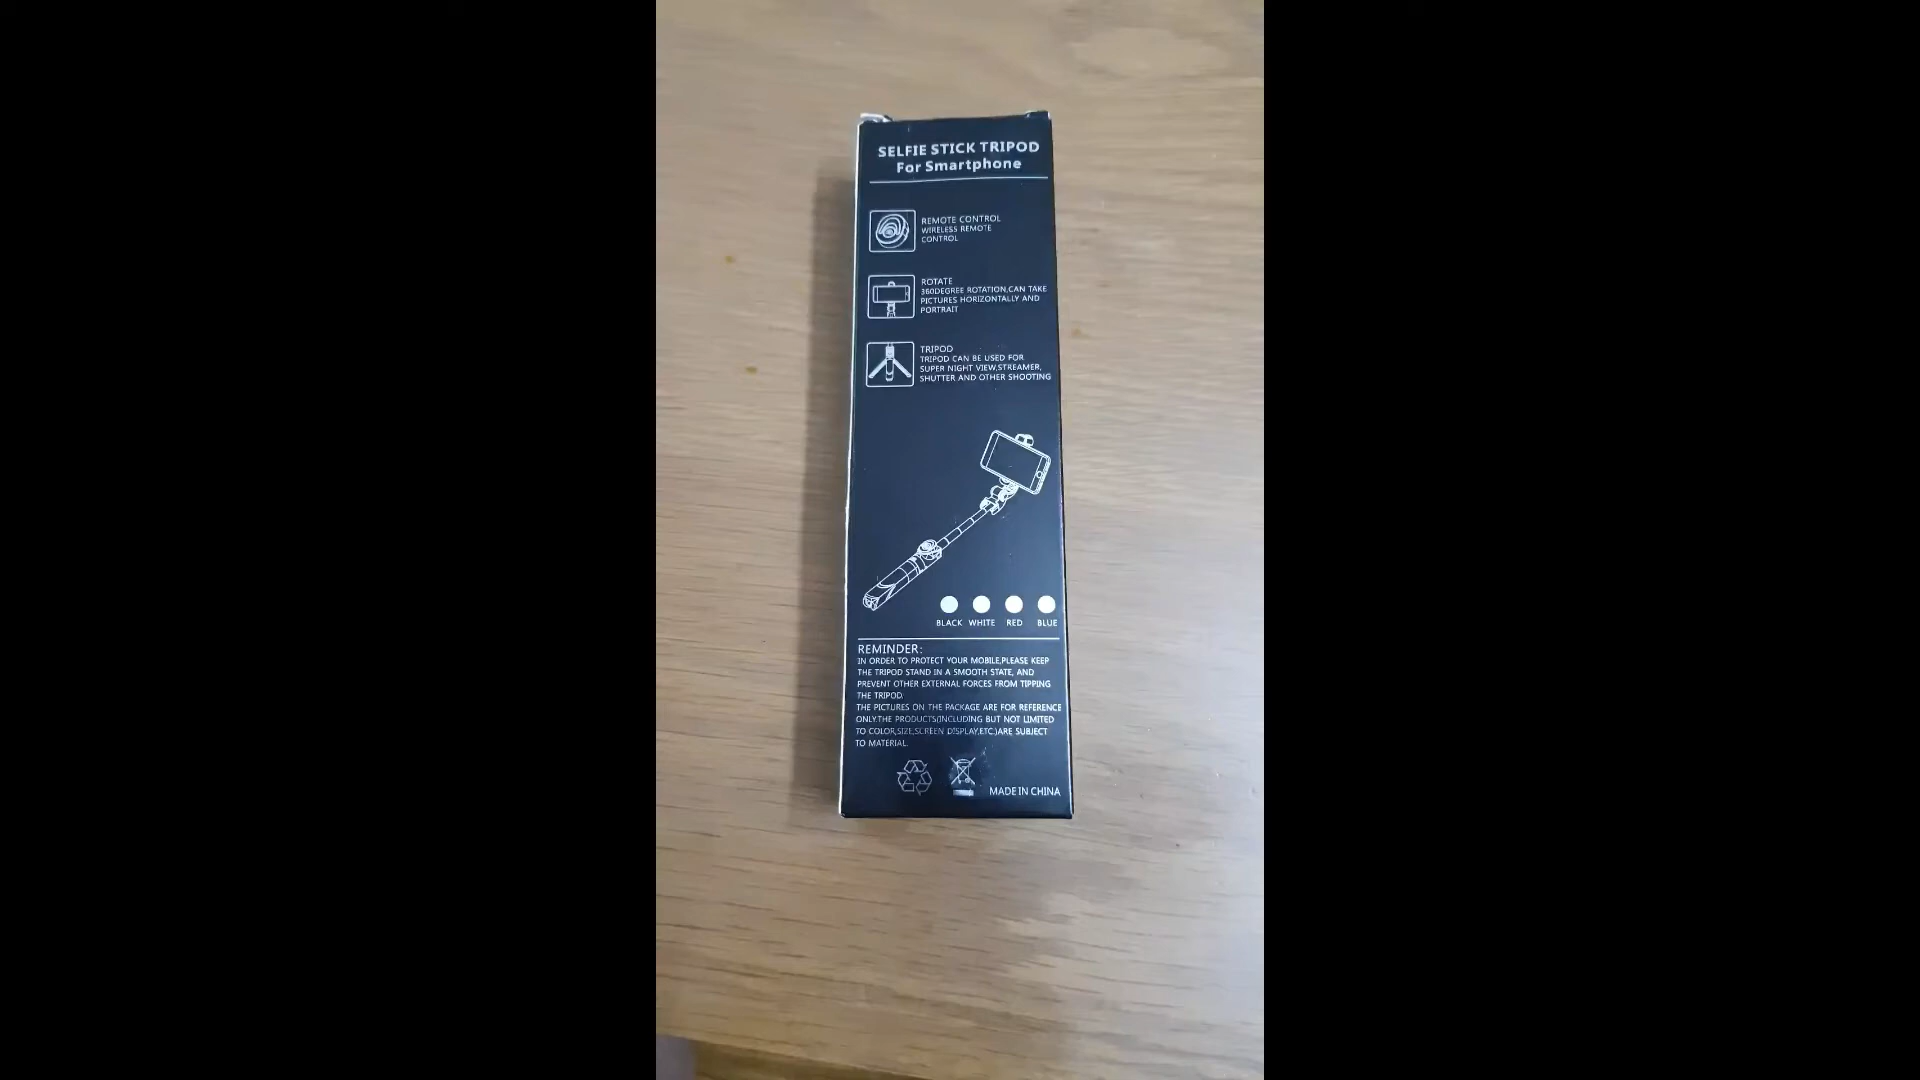 SELFIE STICK TRIPOD
For Smartphone
REMOTE CONTROL
WIRELESS REMOTE
CONTROL
ROTATE
360DEGREE ROTATION,CAN TAKE
PICTURES HORIZONTALLY AND
PORTRAIT
TRIPOD
TRIPOD CAN BE USED FOR
SUPER NIGHT VIEW,STREAMER,
SHUTTER AND OTHER SHOOTING
BLACK WHITE RED BLUE
REMINDER:
IN ORDER TO PROTECT YOUR MOBILE,PLEASE KEEP
THE TRIPOD STAND IN A SMOOTH STATE, AND
PREVENT OTHER EXTERNAL FORCES FROM TIPPING
THE TRIPOD.
THE PICTURES ON THE PACKAGE ARE FOR REFERENCE
ONLY.THE PRODUCTS(INCLUDING BUT NOT LIMITED
TO COLOR,SIZE,SCREEN DISPLAY,ETC.)ARE SUBJECT
TO MATERIAL.
MADE IN CHINA